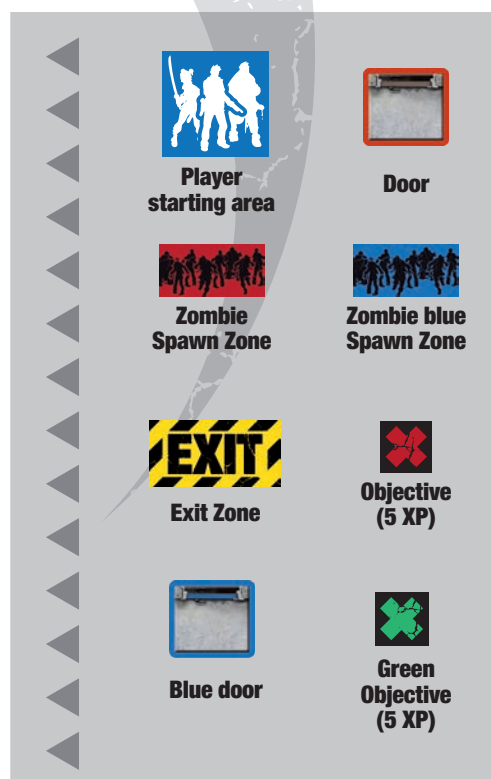 Player
starting area
Door
Zombie
Spawn Zone
Zombie blue
Spawn Zone
EXIT
Exit Zone
Objective
(5 XP)
Blue door
Green
Objective
(5 XP)